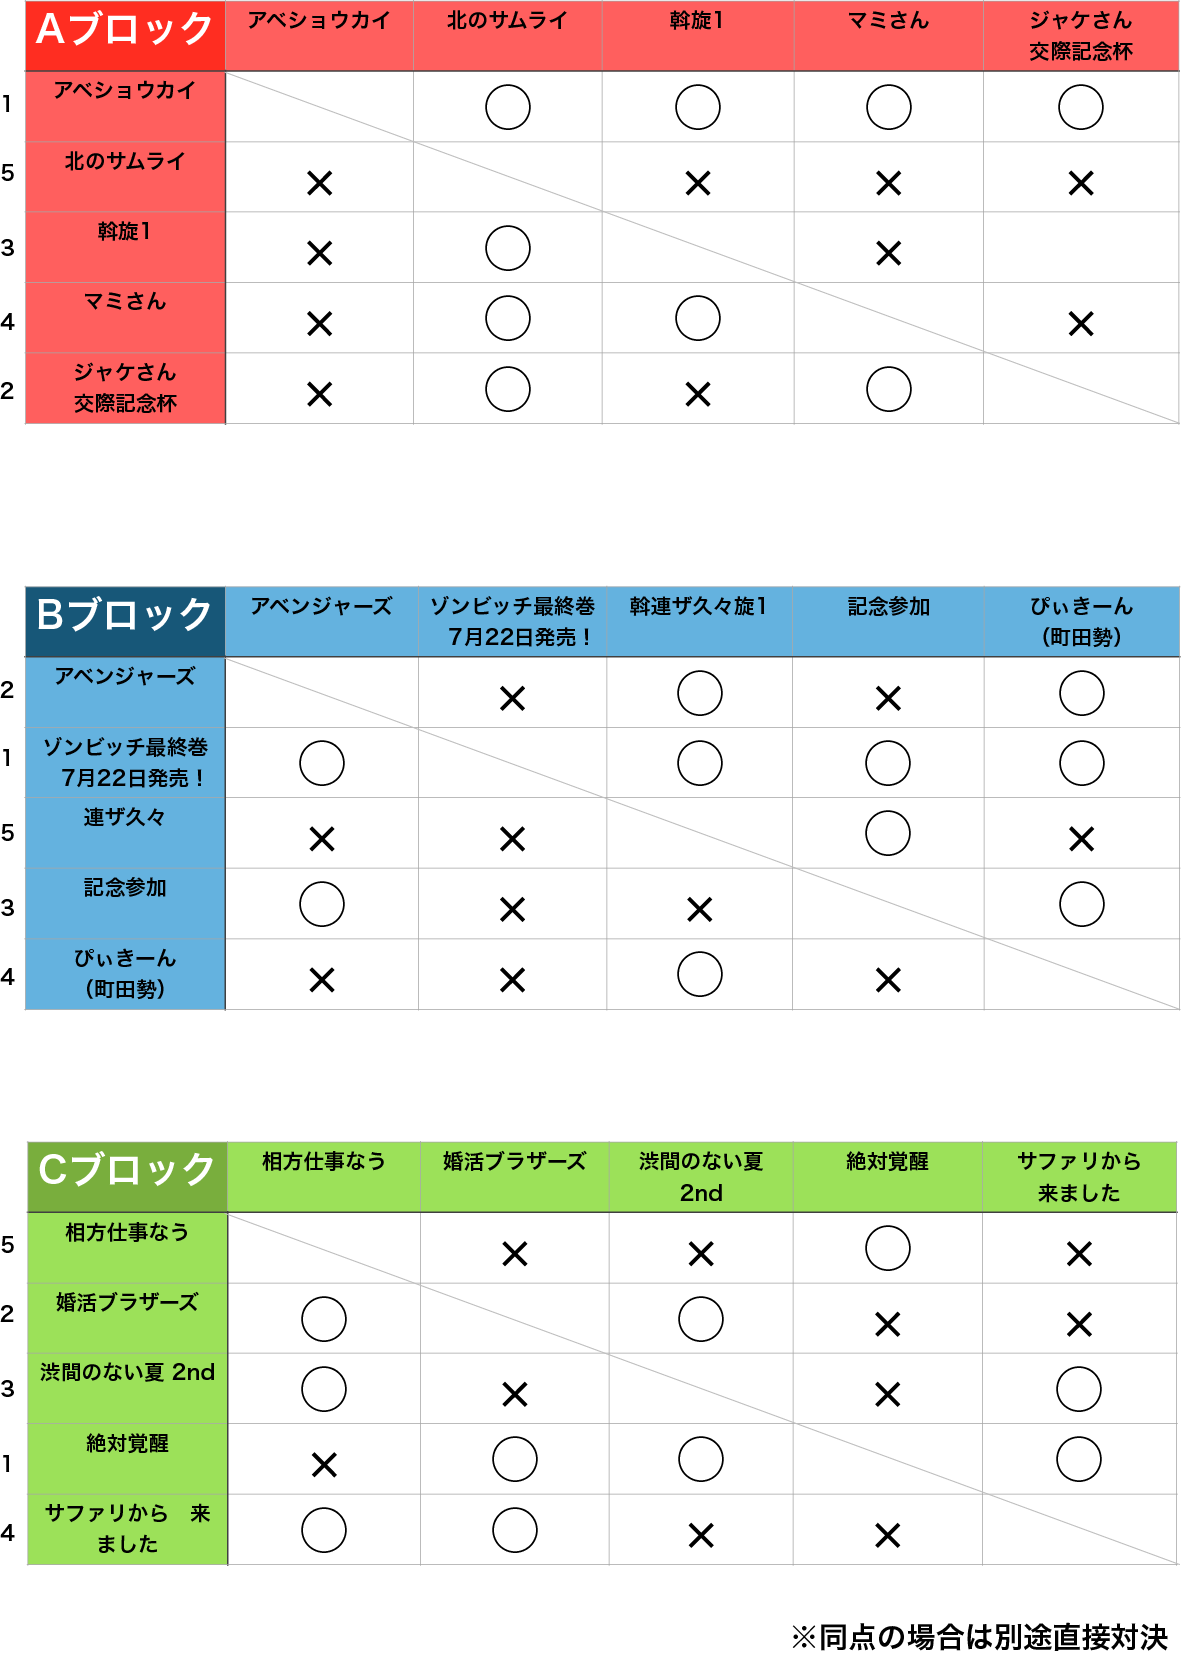 Aブロック アベショウカイ 北のサムライ 斡旋1 マミさん ジャケさん
交際記念杯
1 アベショウカイ ◯ ◯ ◯ ◯
5 北のサムライ × × × ×
3 斡旋1 × ◯ ×
4 マミさん × ◯ ◯ ×
2 ジャケさん
交際記念杯 × ◯ × ◯
Bブロック アベンジャーズ ゾンビッチ最終巻
7月22日発売！ 斡連ザ久々旋1 記念参加 ぴぃきーん
（町田勢）
2 アベンジャーズ × ◯ × ◯
1 ゾンビッチ最終巻
7月22日発売！ ◯ ◯ ◯ ◯
5 連ザ久々 × × ◯ ×
3 記念参加 ◯ × × ◯
4 ぴぃきーん
（町田勢） × × ◯ ×
Cブロック 相方仕事なう 婚活ブラザーズ 渋間のない夏
2nd 絶対覚醒 サファリから
来ました
5 相方仕事なう × × ◯ ×
2 婚活ブラザーズ ◯ ◯ × ×
3 渋間のない夏 2nd ◯ × × ◯
1 絶対覚醒 × ◯ ◯ ◯
4 サファリから　来
ました ◯ ◯ × ×
※同点の場合は別途直接対決